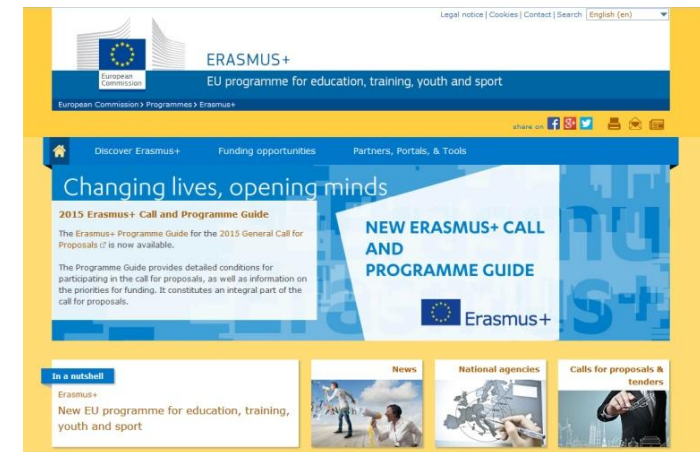 Legal notice | Cookies | Contact | Search English (en)
European
Commission
ERASMUS+
EU programme for education, training, youth and sport
European Commission > Programmes > Erasmus+
share on
Discover Erasmus+ Funding opportunities Partners, Portals, & Tools
Changing lives, opening minds
2015 Erasmus+ Call and Programme Guide
The Erasmus+ Programme Guide for the 2015 General Call for
Proposals is now available.
The Programme Guide provides detailed conditions for
participating in the call for proposals, as well as information on
the priorities for funding. It constitutes an integral part of the
call for proposals.
NEW ERASMUS+ CALL
AND
PROGRAMME GUIDE
Erasmus+
In a nutshell
Erasmus+
New EU programme for education, training,
youth and sport
News
National agencies
Calls for proposals &
tenders